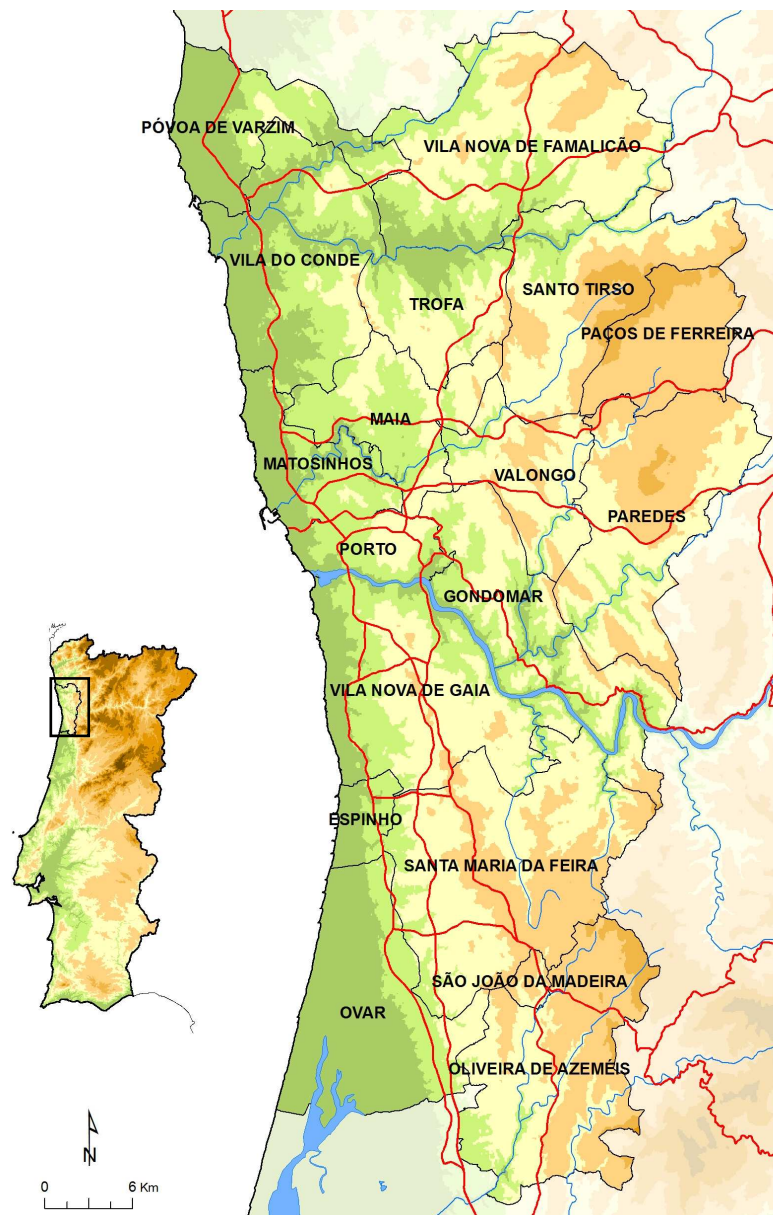 PÓVOA DE VARZIM
VILA NOVA DE FAMALICÃO
VILA DO CONDE
SANTO TIRSO
TROFA
PAÇOS DE FERREIRA
MAIA
MATOSINHOS
VALONGO
PAREDES
PORTO
GONDOMAR
VILA NOVA DE GAIA
ESPINHO
SANTA MARIA DA FEIRA
SÃO JOÃO DA MADEIRA
OVAR
OLIVEIRA DE AZEMÉIS
0 6 Km